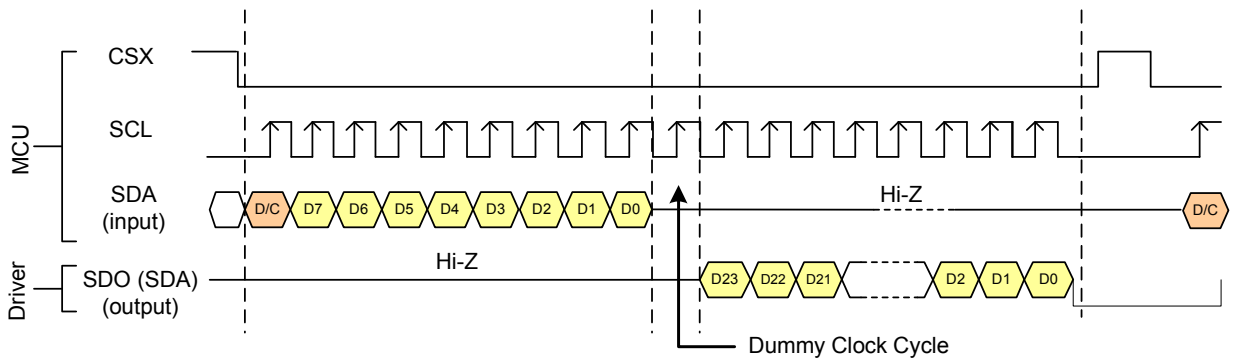 CSX
SCL
MCU
SDA
(input)
D/C D7 D6 D5 D4 D3 D2 D1 D0
Hi-Z
D/C
Hi-Z
Driver
SDO (SDA)
(output)
D23 D22 D21 D2 D1 D0
Dummy Clock Cycle